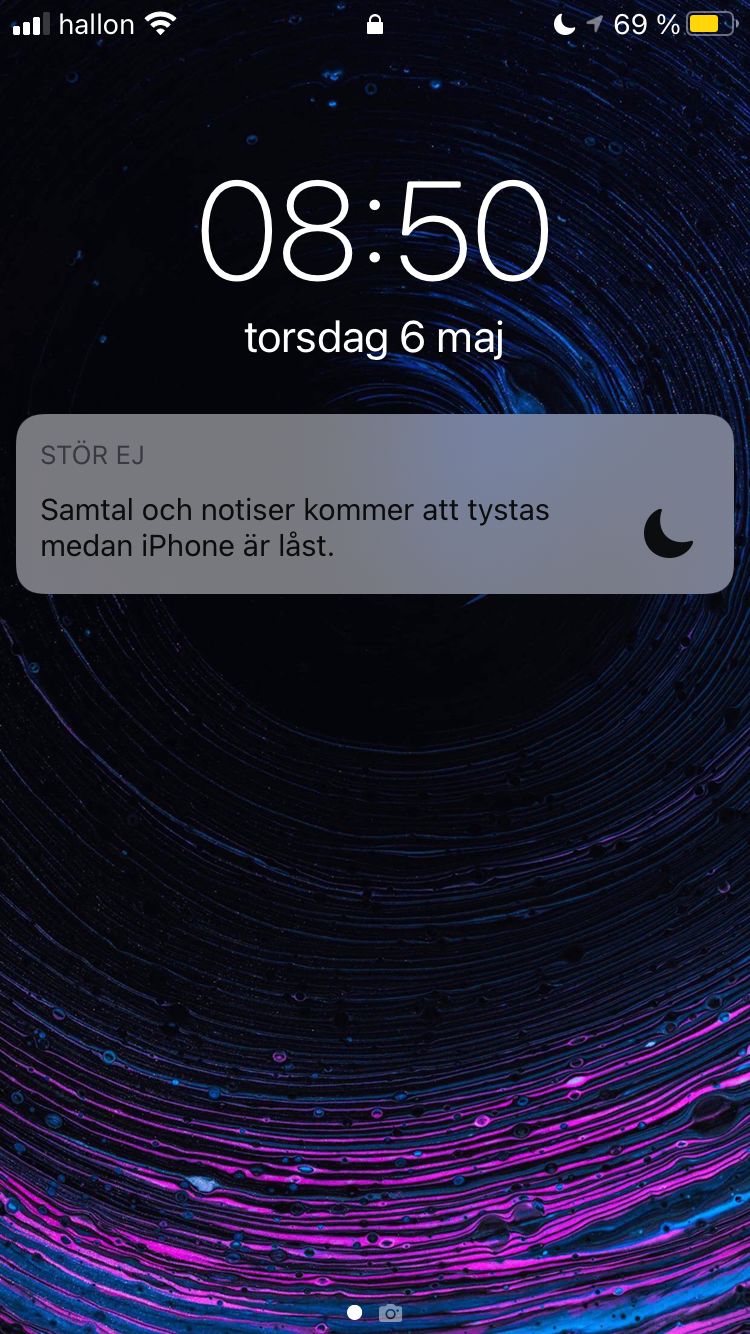 hallon 69 %
08:50
torsdag 6 maj
STÖR EJ
Samtal och notiser kommer att tystas
medan iPhone är låst.